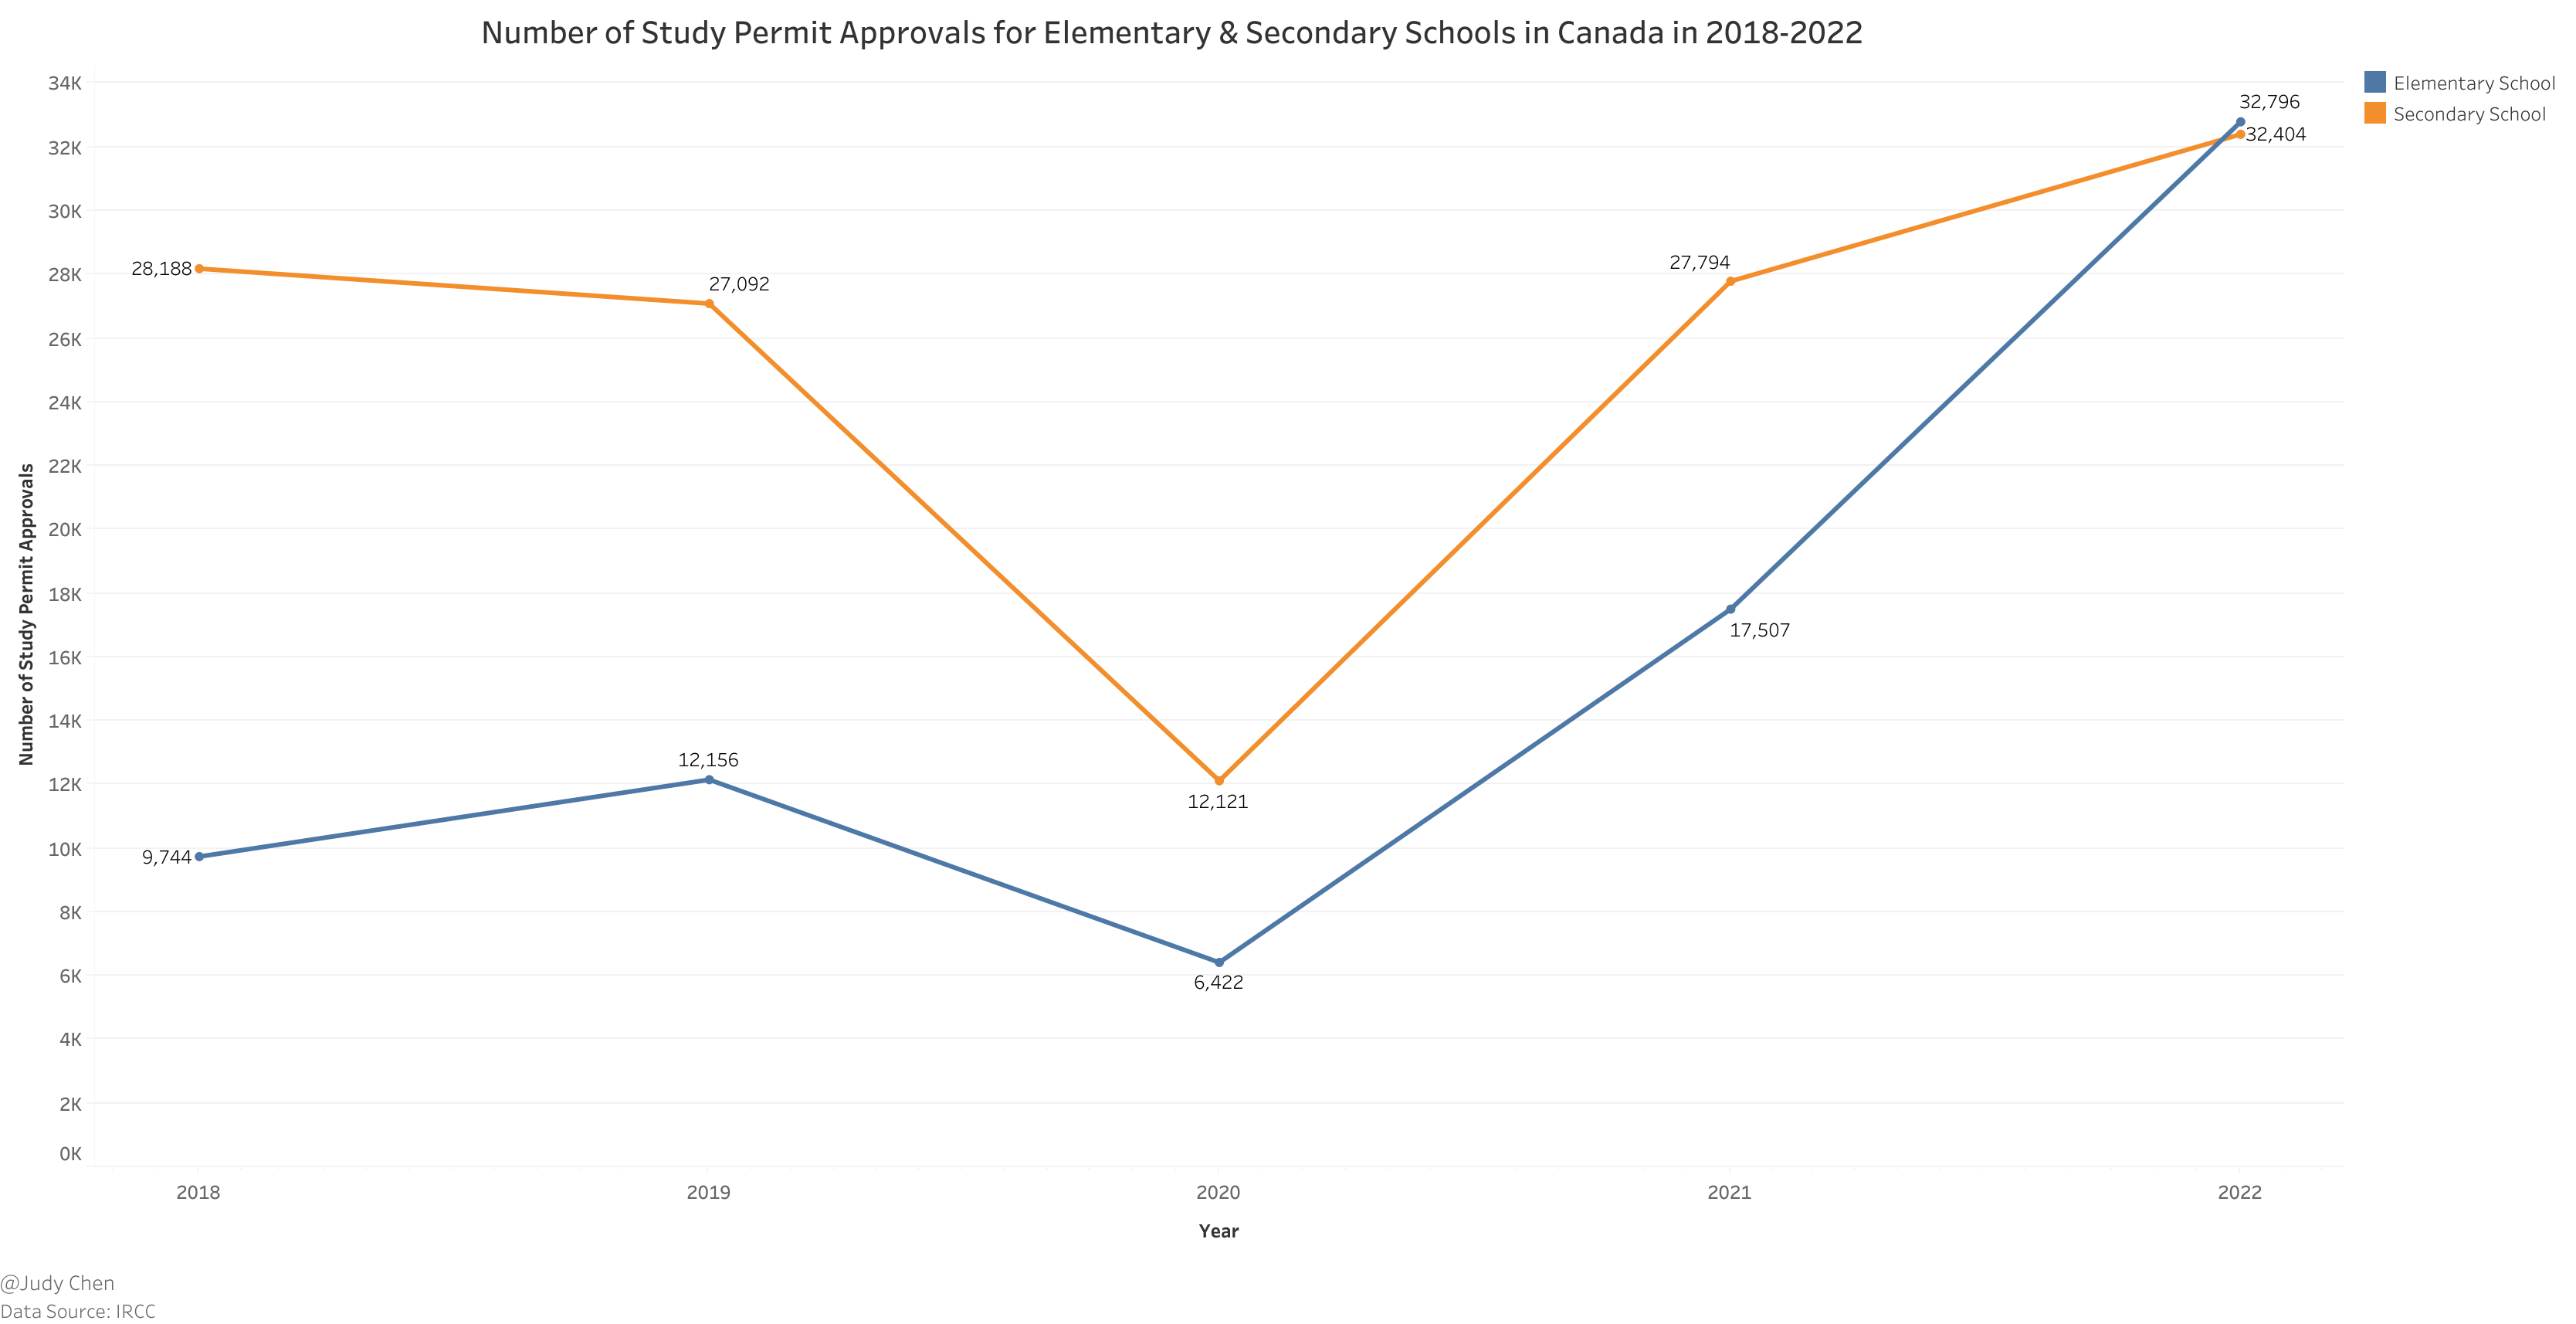 Number of Study Permit Approvals for Elementary & Secondary Schools in Canada in 2018-2022
Elementary School
Secondary School
Number of Study Permit Approvals
34K
32K
30K
28K
26K
24K
22K
20K
18K
16K
14K
12K
10K
8K
6K
4K
2K
0K
28,188
27,092
12,121
27,794
32,404
9,744
12,156
6,422
17,507
32,796
2018
2019
2020
2021
2022
Year
@Judy Chen
Data Source: IRCC